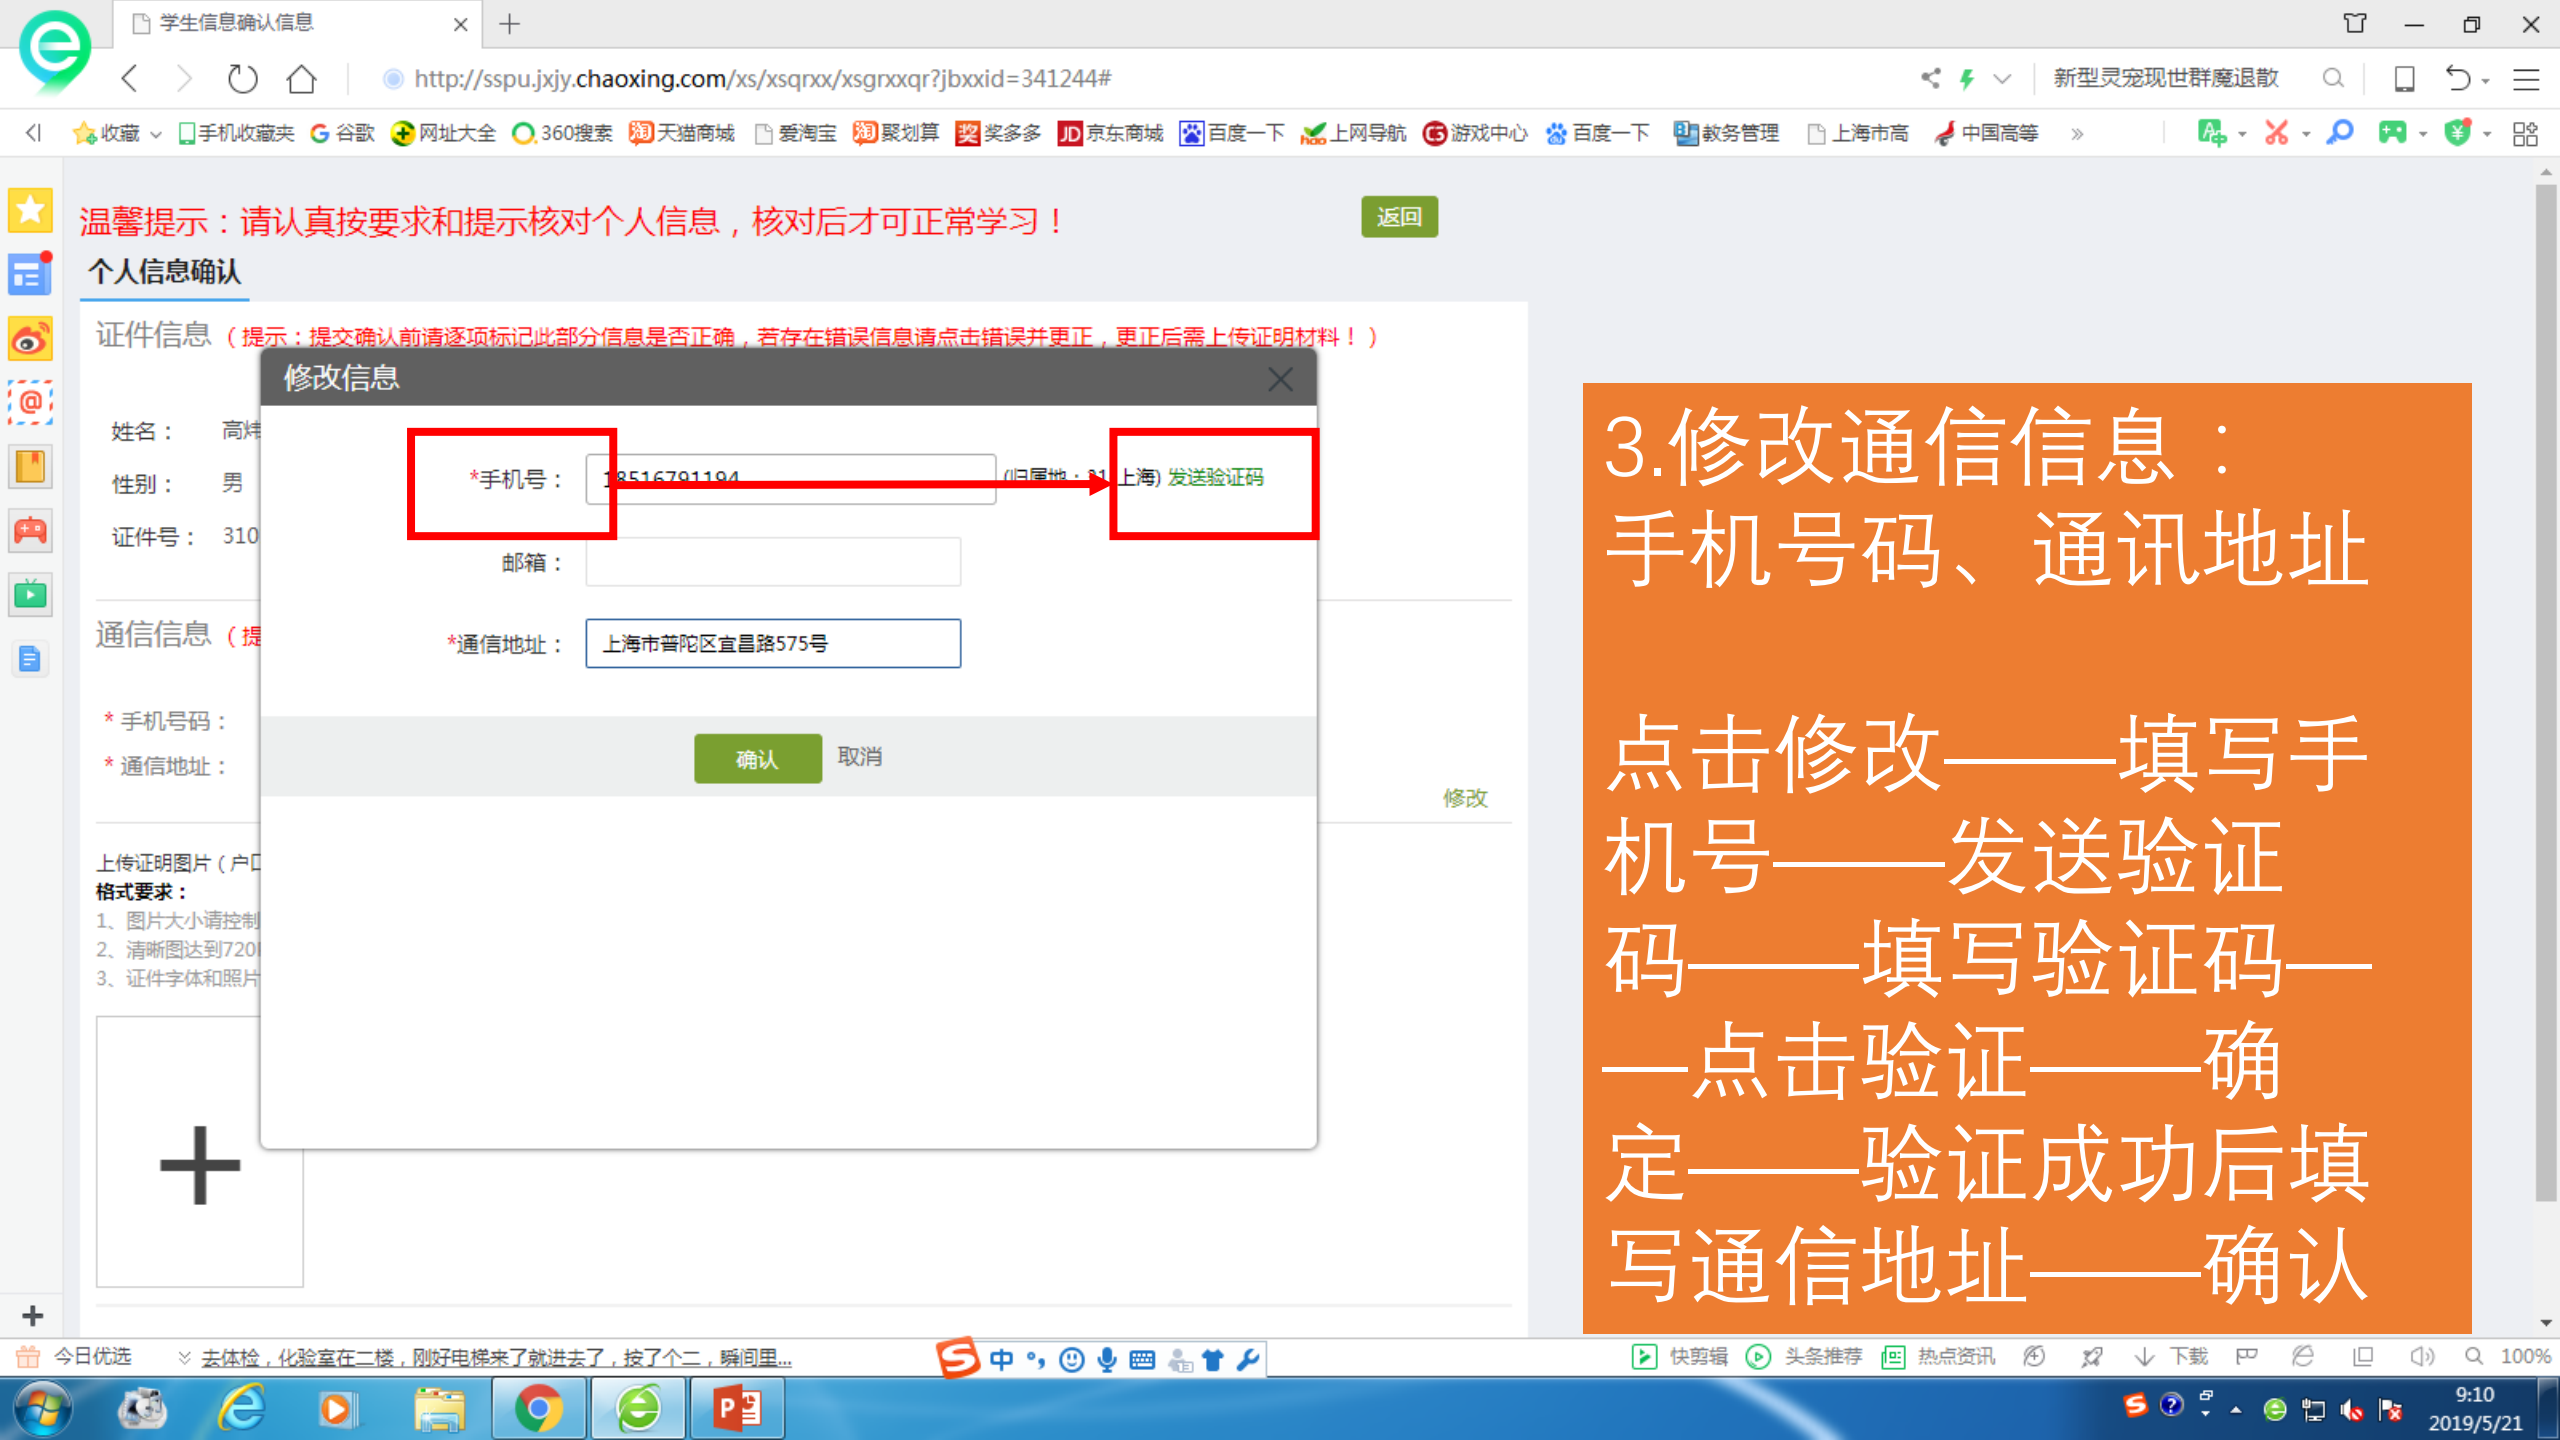 学生信息确认信息
http://sspu.jxjy.chaoxing.com/xs/xsqrxx/xsgrxxqr?jbxxid=341244#
新型灵宠现世群魔退散
收藏 手机收藏夹 谷歌 网址大全 360搜索 天猫商城 爱淘宝 聚划算 奖多多 京东商城 百度一下 上网导航 游戏中心 百度一下 教务管理 上海市高 中国高等 »
温馨提示：请认真按要求和提示核对个人信息，核对后才可正常学习！
返回
个人信息确认
证件信息（提示：提交确认前请逐项标记此部分信息是否正确，若存在错误信息请点击错误并更正，更正后需上传证明材料！）
修改信息
姓名： 高炜
*手机号： 18516791194 (归属地：31 上海) 发送验证码
性别： 男
证件号： 310
邮箱：
通信信息（提
*通信地址： 上海市普陀区宜昌路575号
* 手机号码：
确认 取消
* 通信地址：
修改
上传证明图片（户口
格式要求：
1、图片大小请控制
2、清晰图达到720
3、证件字体和照片
3.修改通信信息：
手机号码、通讯地址
点击修改——填写手
机号——发送验证
码——填写验证码—
—点击验证——确
定——验证成功后填
写通信地址——确认
今日优选 去体检，化验室在二楼，刚好电梯来了就进去了，按了个二，瞬间里...
中
快剪辑 头条推荐 热点资讯 下载 100%
9:10
2019/5/21